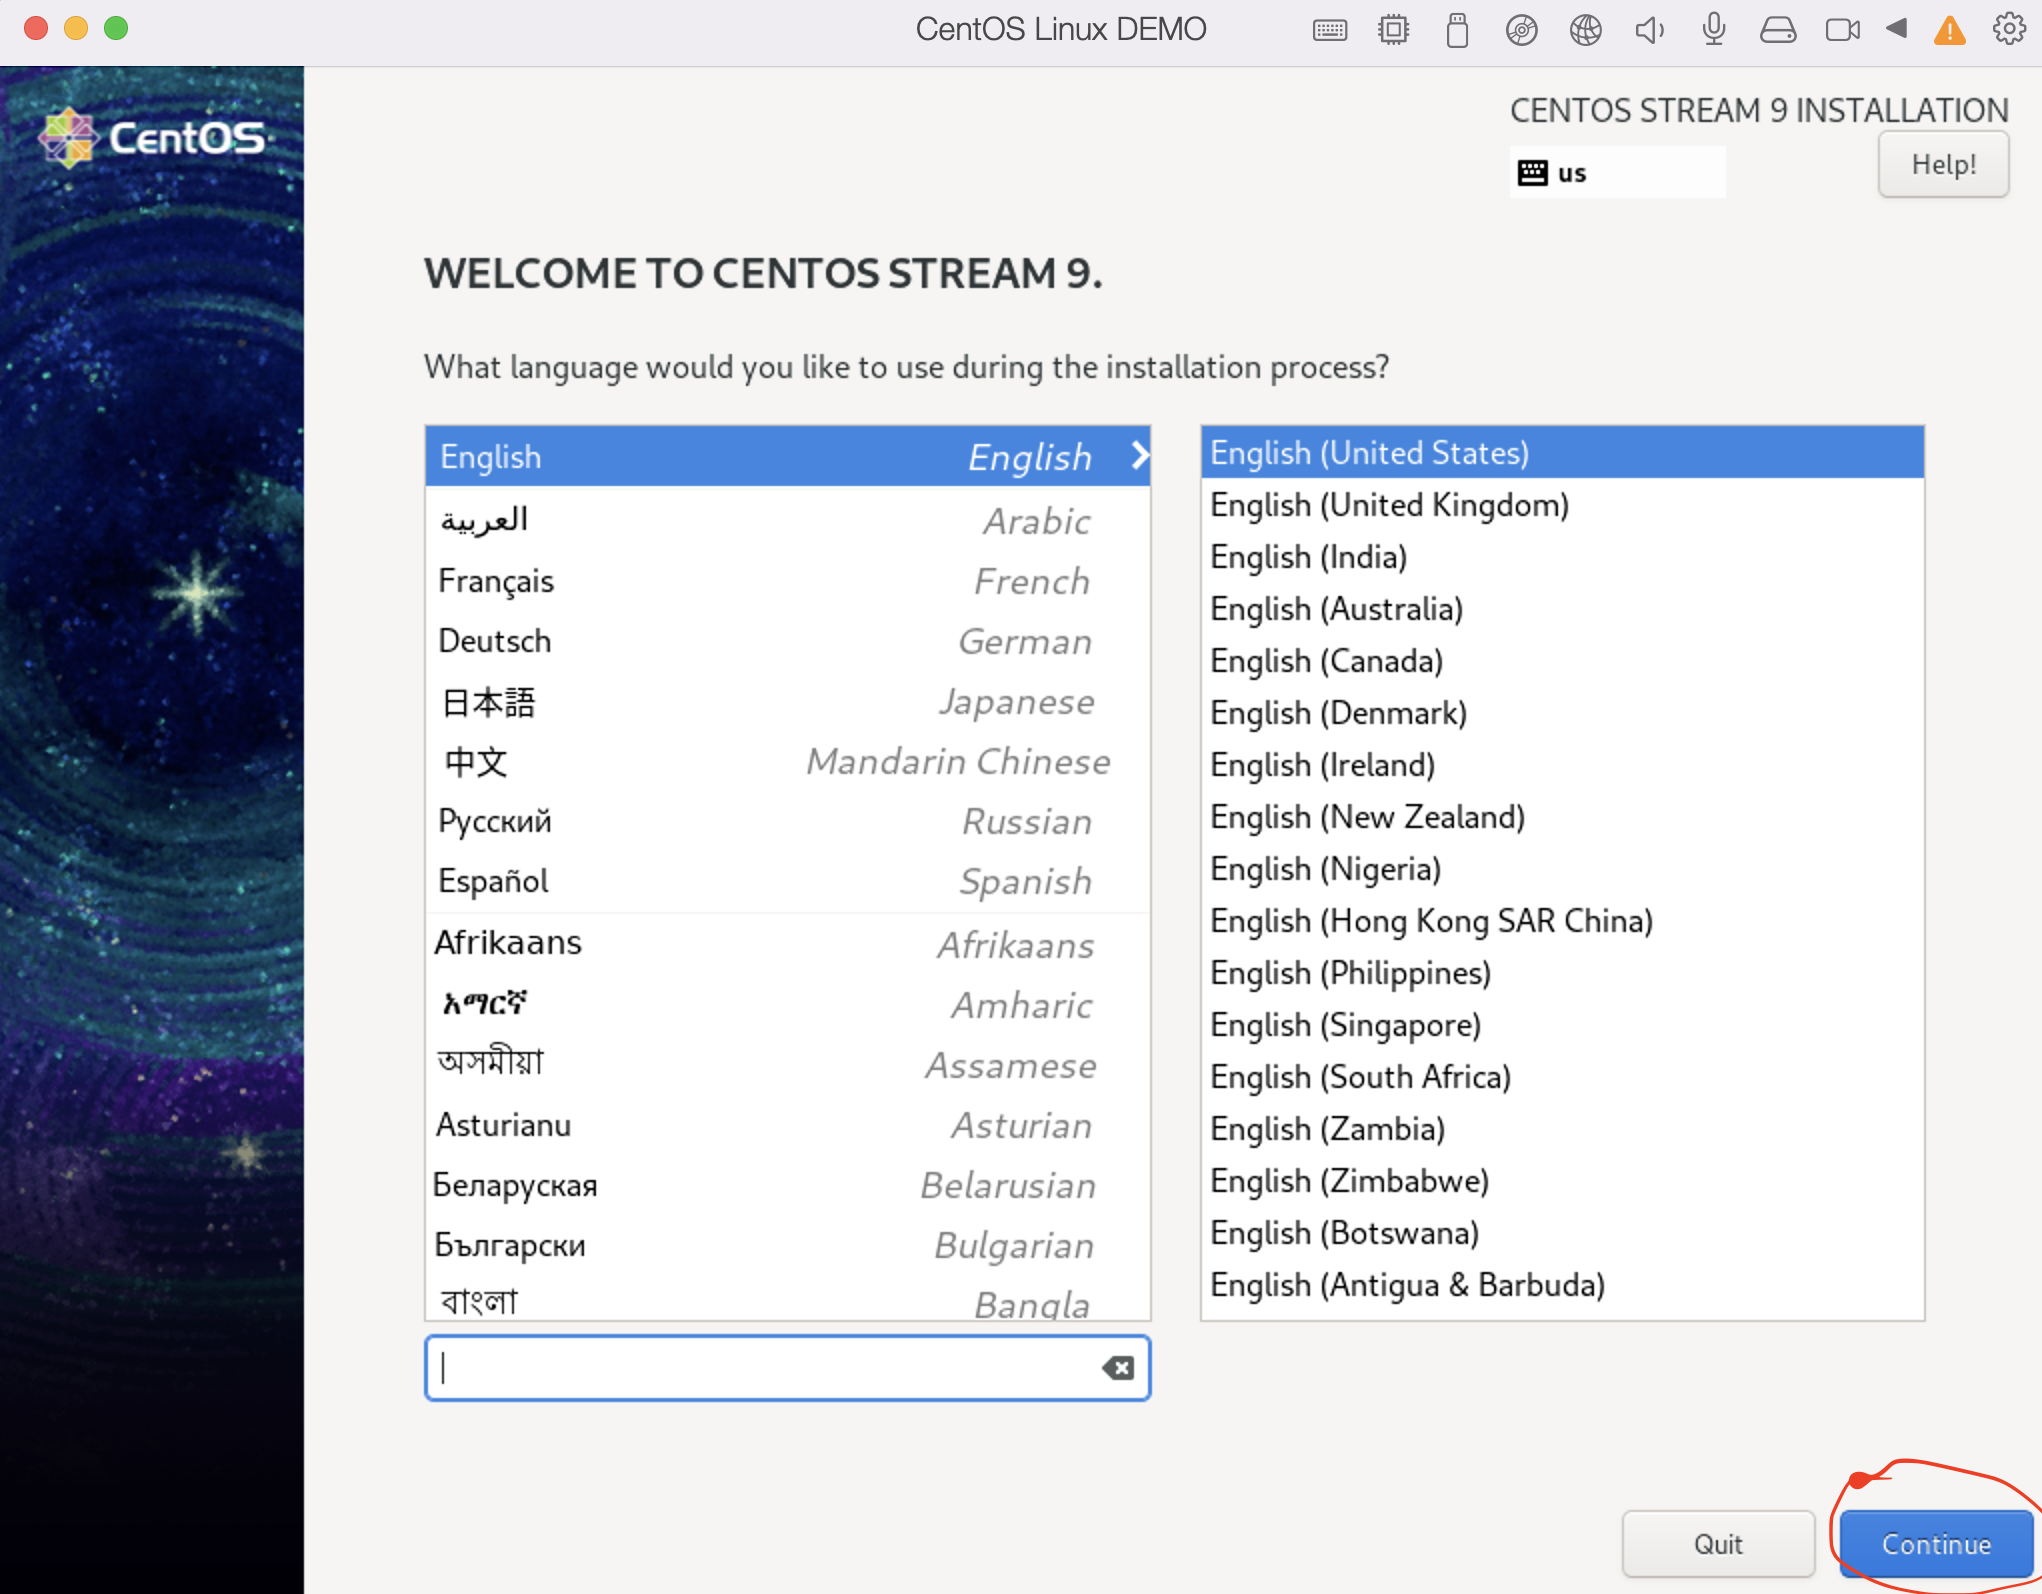 CentOS Linux DEMO
CentOS
CENTOS STREAM 9 INSTALLATION
us
Help!
WELCOME TO CENTOS STREAM 9.
What language would you like to use during the installation process?
English English
العربية Arabic
Français French
Deutsch German
日本語 Japanese
中文 Mandarin Chinese
Русский Russian
Español Spanish
Afrikaans Afrikaans
አማርኛ Amharic
অসমীয়া Assamese
Asturianu Asturian
Беларуская Belarusian
Български Bulgarian
বাংলা Bangla
English (United States)
English (United Kingdom)
English (India)
English (Australia)
English (Canada)
English (Denmark)
English (Ireland)
English (New Zealand)
English (Nigeria)
English (Hong Kong SAR China)
English (Philippines)
English (Singapore)
English (South Africa)
English (Zambia)
English (Zimbabwe)
English (Botswana)
English (Antigua & Barbuda)
Quit
Continue